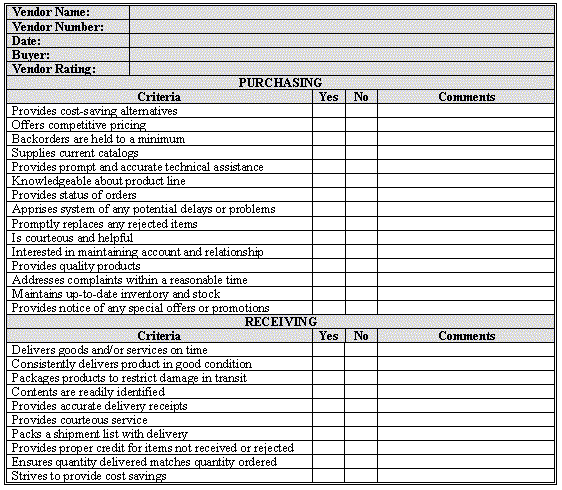 Vendor Name:
Vendor Number:
Date:
Buyer:
Vendor Rating:
PURCHASING
Criteria Yes No Comments
Provides cost-saving alternatives
Offers competitive pricing
Backorders are held to a minimum
Supplies current catalogs
Provides prompt and accurate technical assistance
Knowledgeable about product line
Provides status of orders
Apprises system of any potential delays or problems
Promptly replaces any rejected items
Is courteous and helpful
Interested in maintaining account and relationship
Provides quality products
Addresses complaints within a reasonable time
Maintains up-to-date inventory and stock
Provides notice of any special offers or promotions
RECEIVING
Criteria Yes No Comments
Delivers goods and/or services on time
Consistently delivers product in good condition
Packages products to restrict damage in transit
Contents are readily identified
Provides accurate delivery receipts
Provides courteous service
Packs a shipment list with delivery
Provides proper credit for items not received or rejected
Ensures quantity delivered matches quantity ordered
Strives to provide cost savings